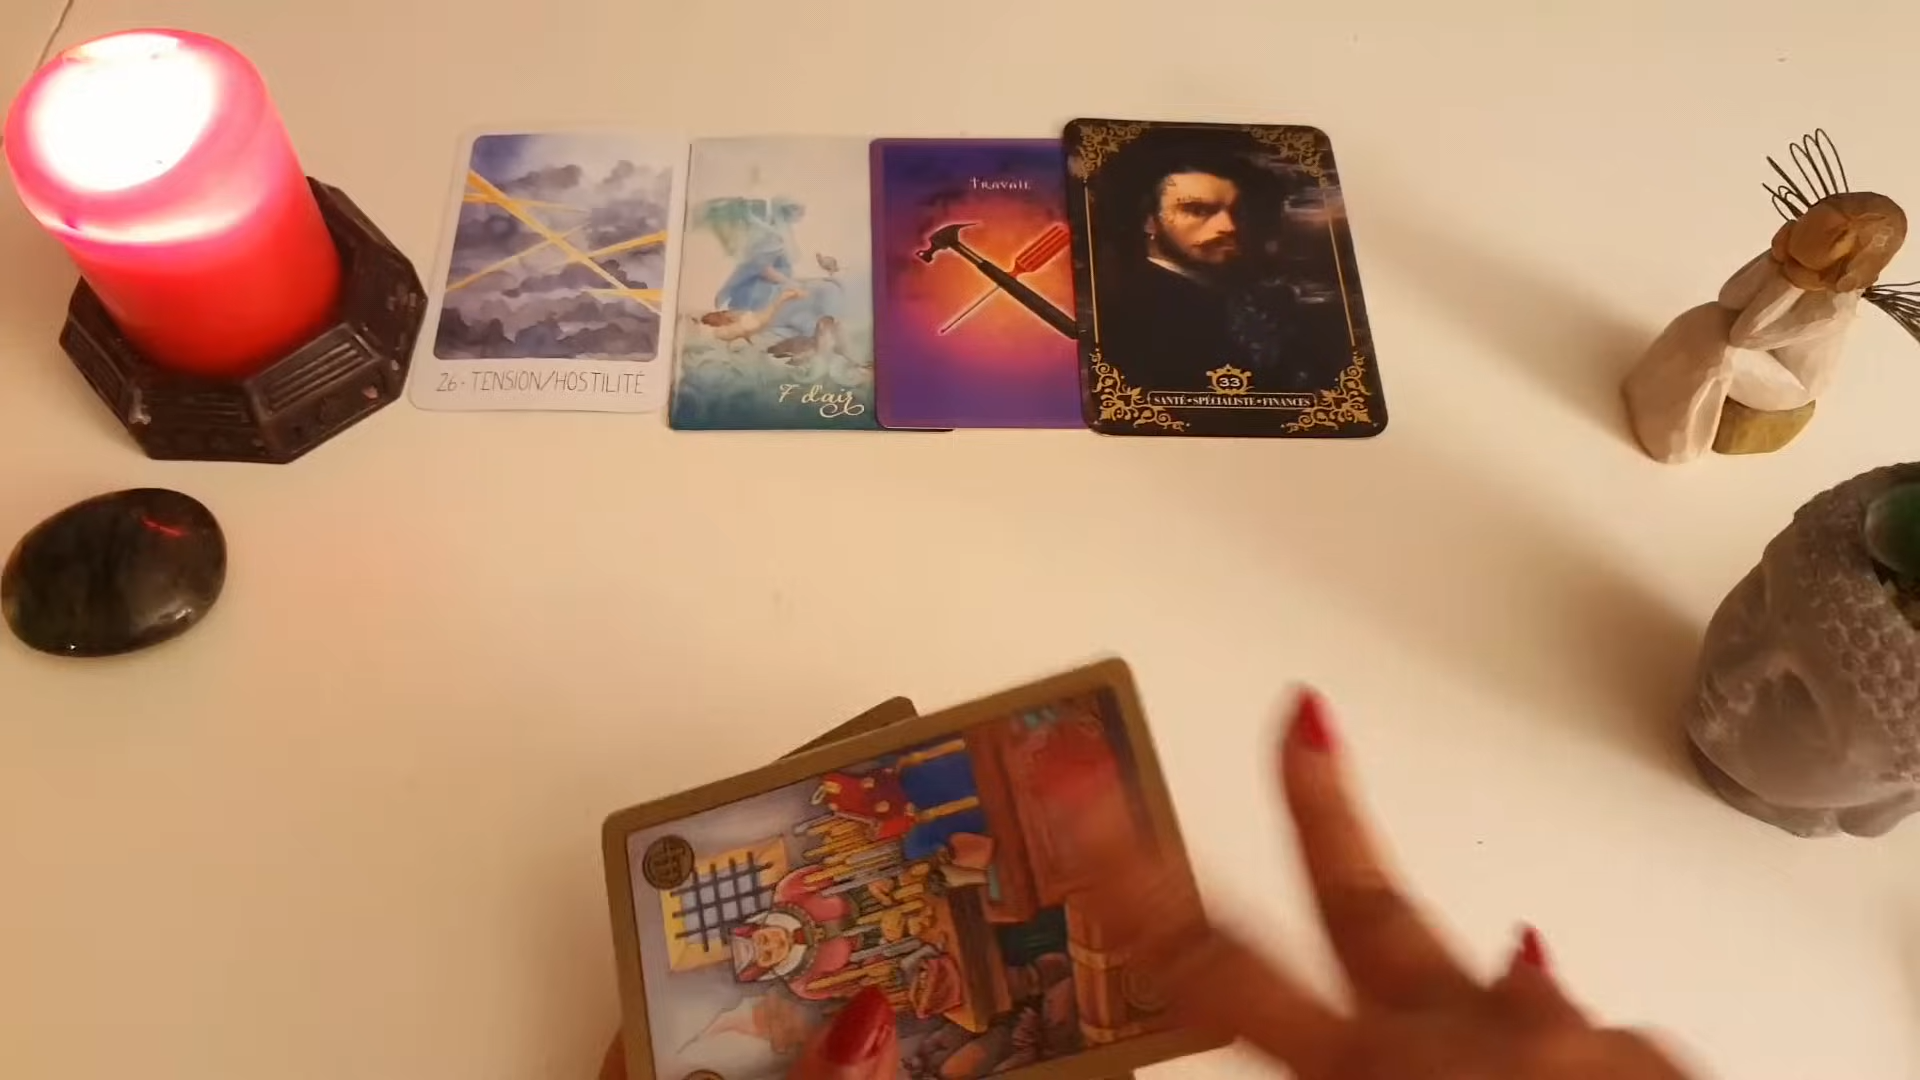 26 • TENSION/HOSTILITÉ
7 d'air
Travail
33
SANTÉ • SPÉCIALISTE • FINANCES